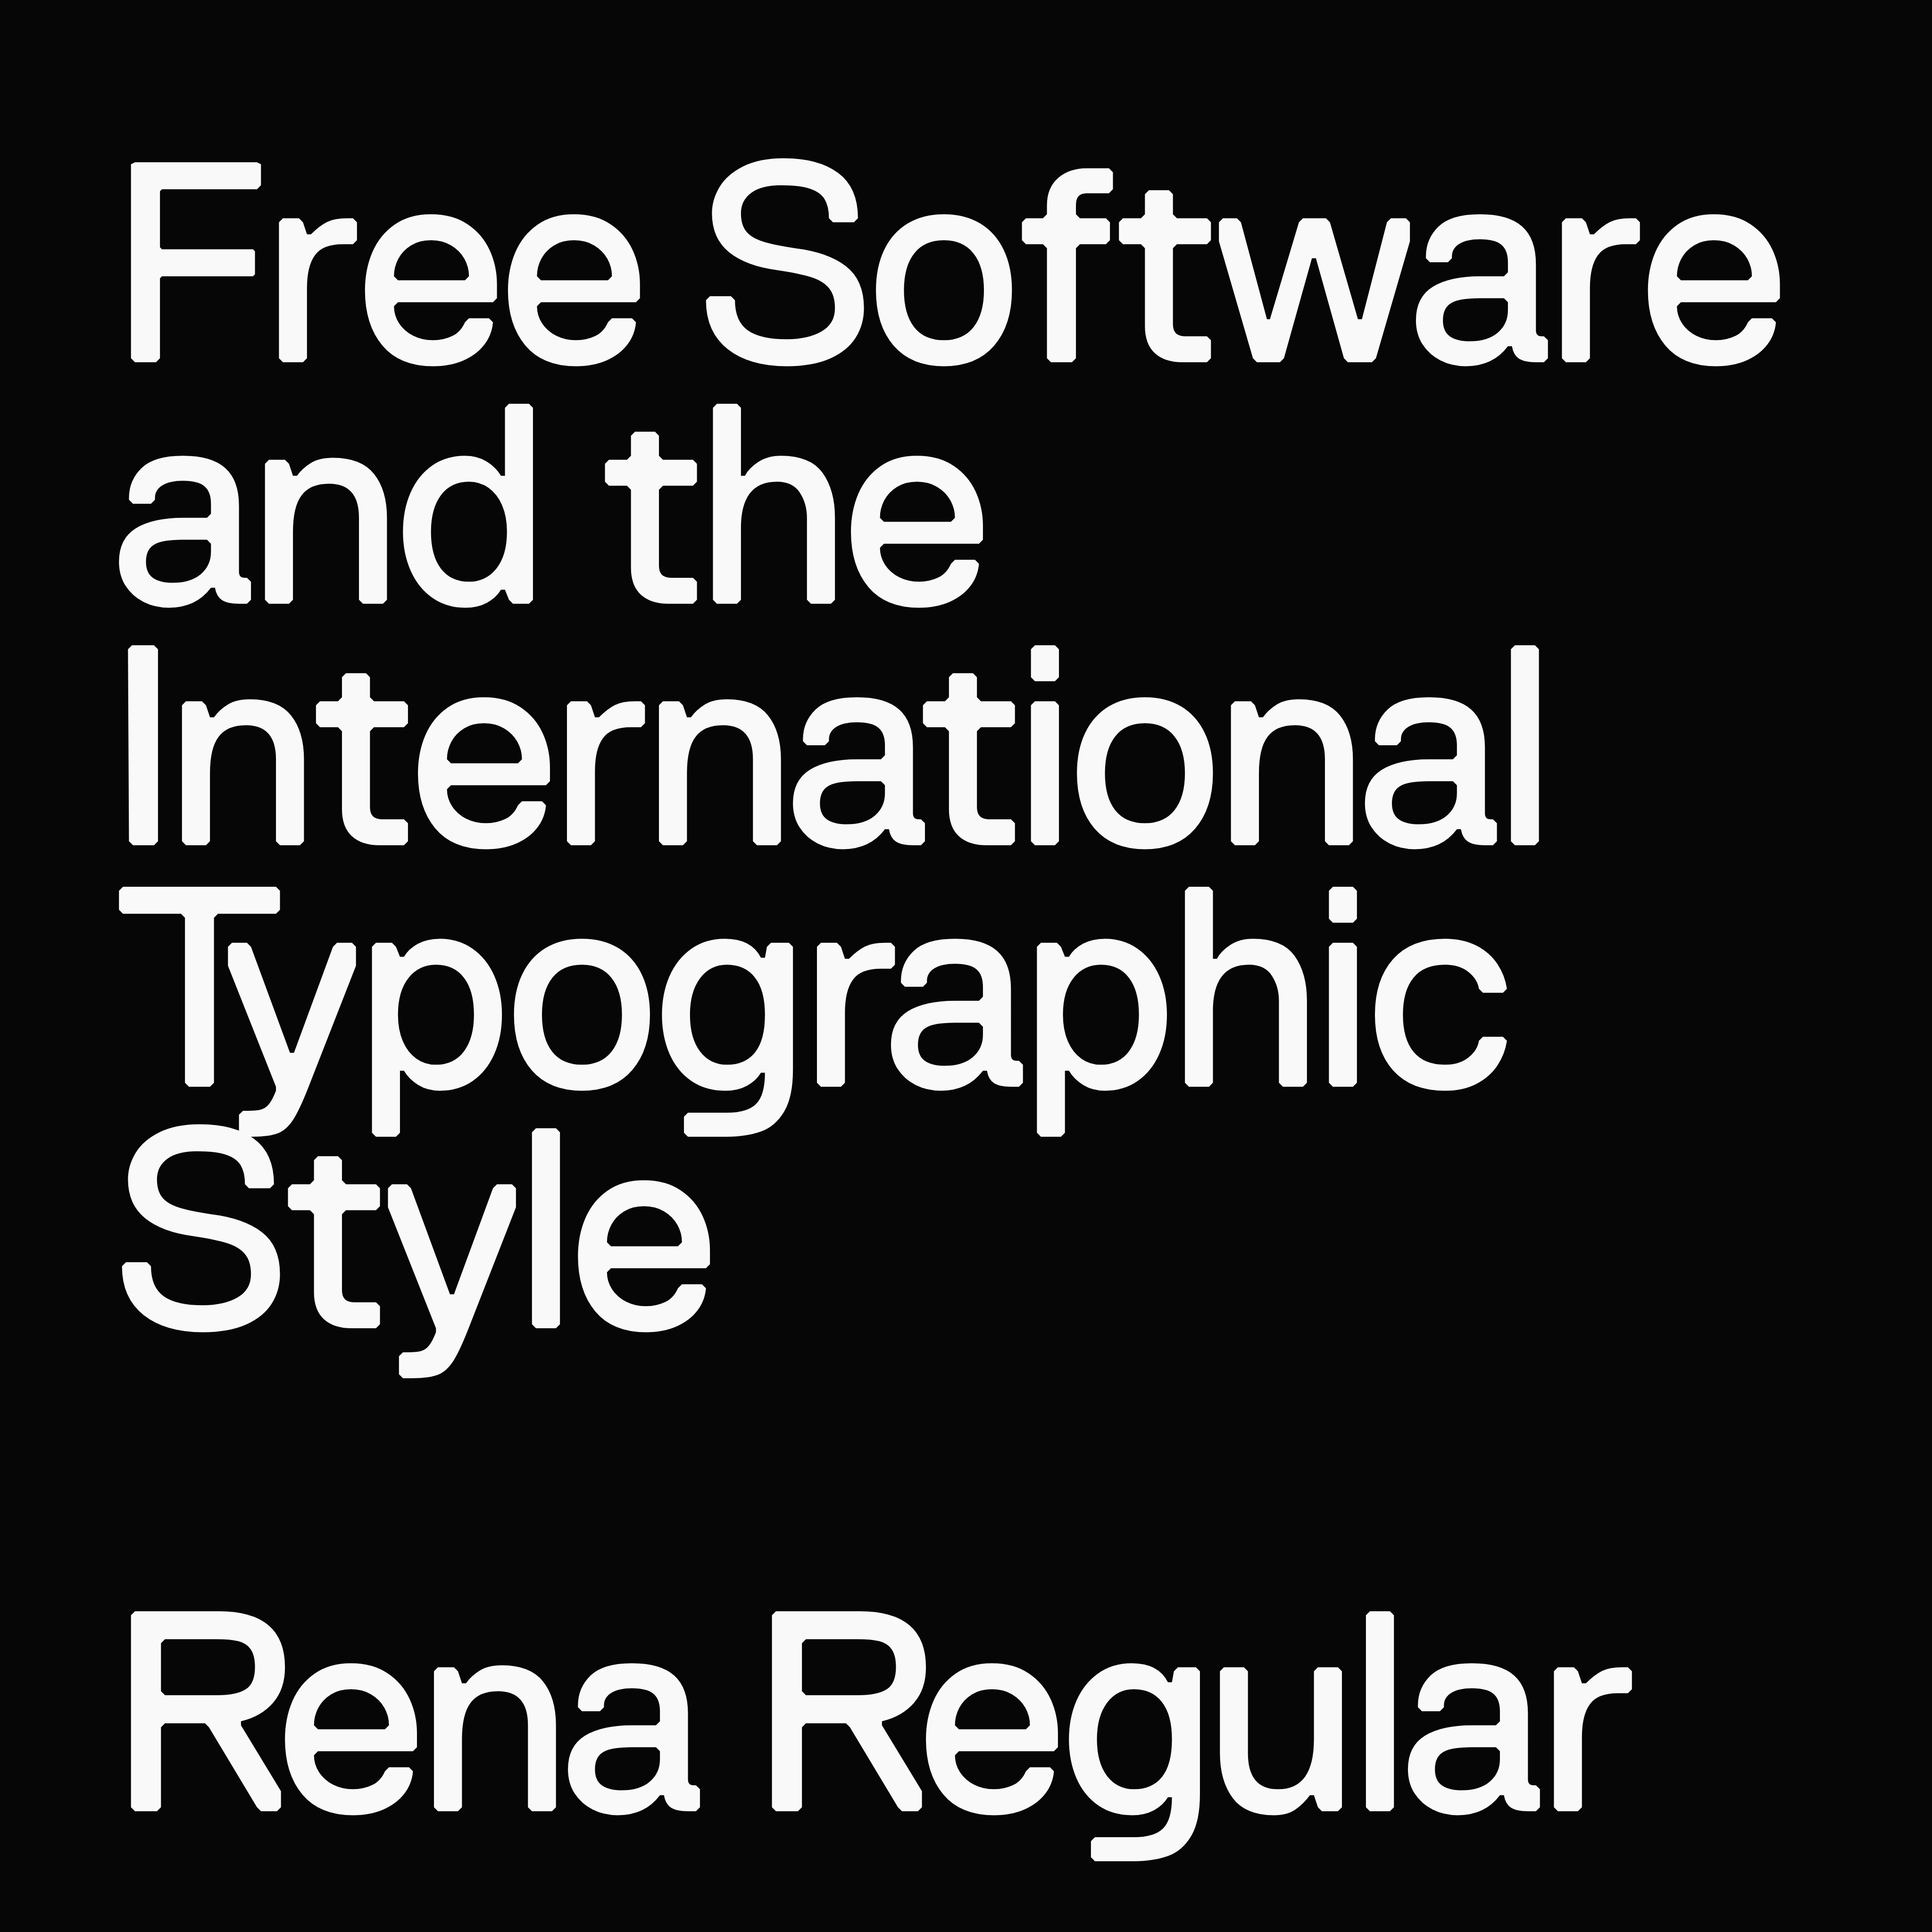 Free Software
and the
International
Typographic
Style
Rena Regular